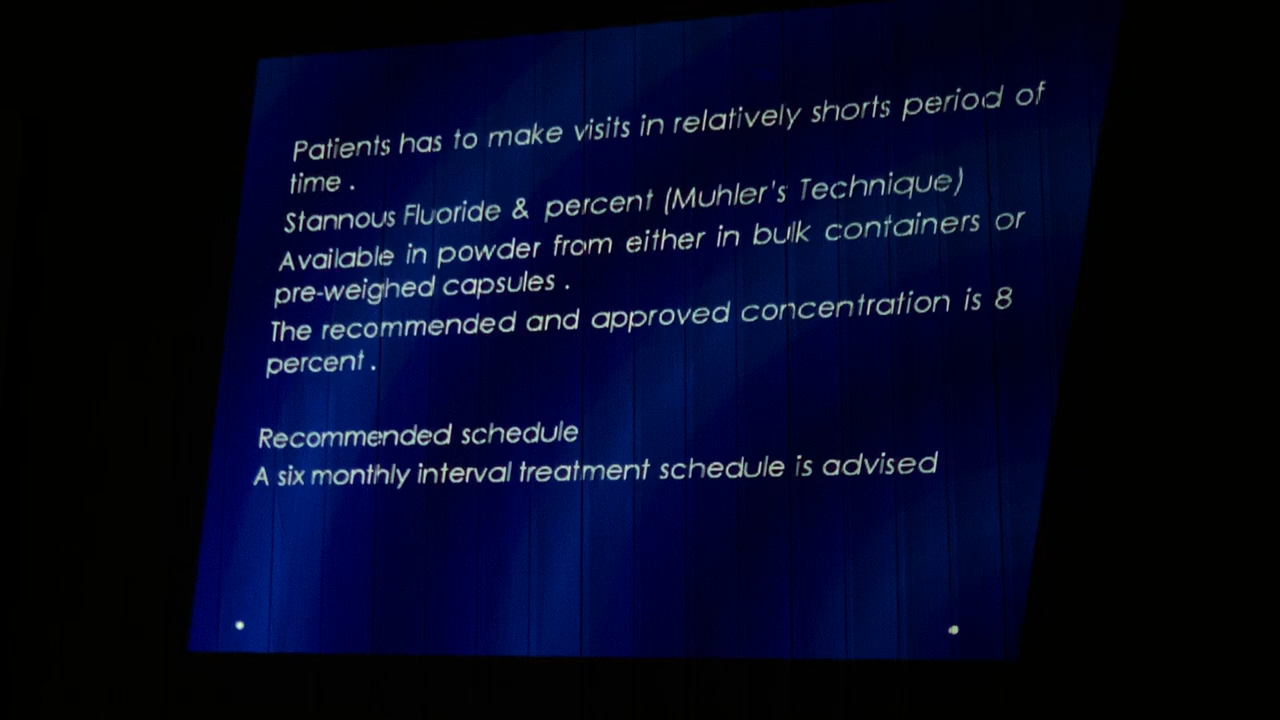 Patients has to make visits in relatively shorts period of
time .
Stannous Fluoride & percent (Muhler's Technique)
Available in powder from either in bulk containers or
pre-weighed capsules .
The recommended and approved concentration is 8
percent .
Recommended schedule
A six monthly interval treatment schedule is advised